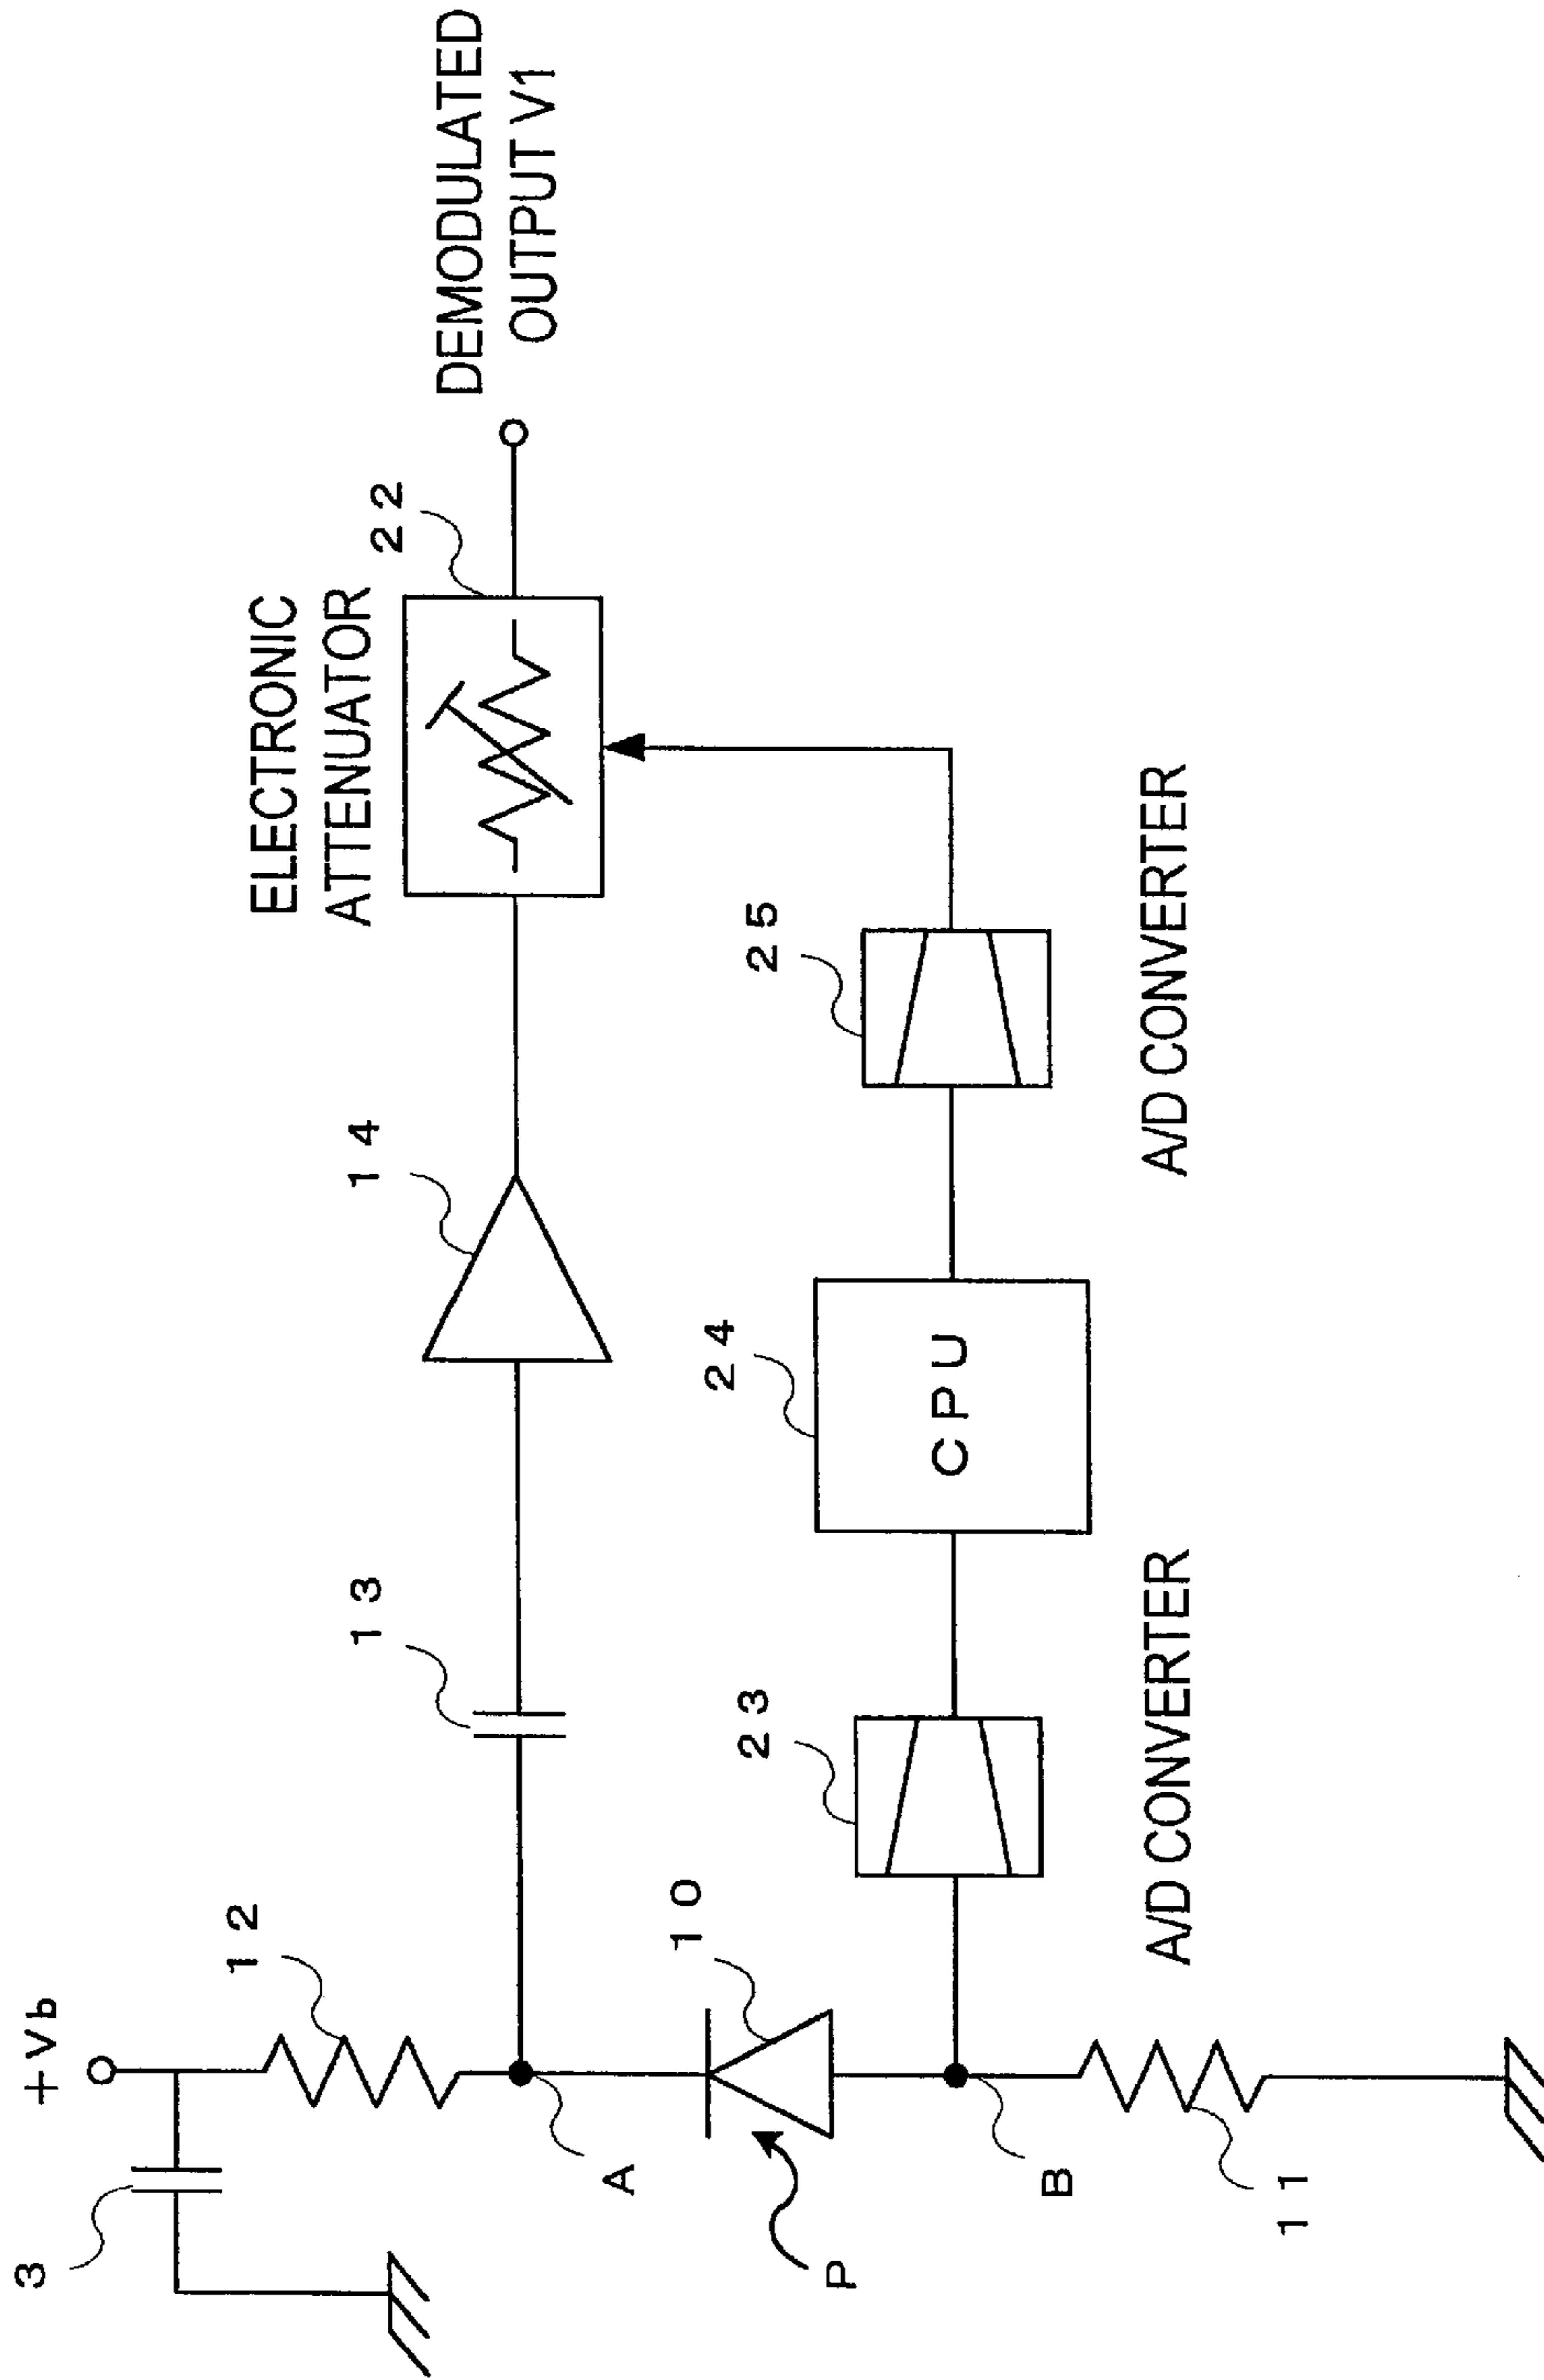 +Vb
3
12
A
13
14
ELECTRONIC
ATTENUATOR
22
DEMODULATED
OUTPUT V1
P
10
B
11
23
A/D CONVERTER
24
CPU
25
A/D CONVERTER